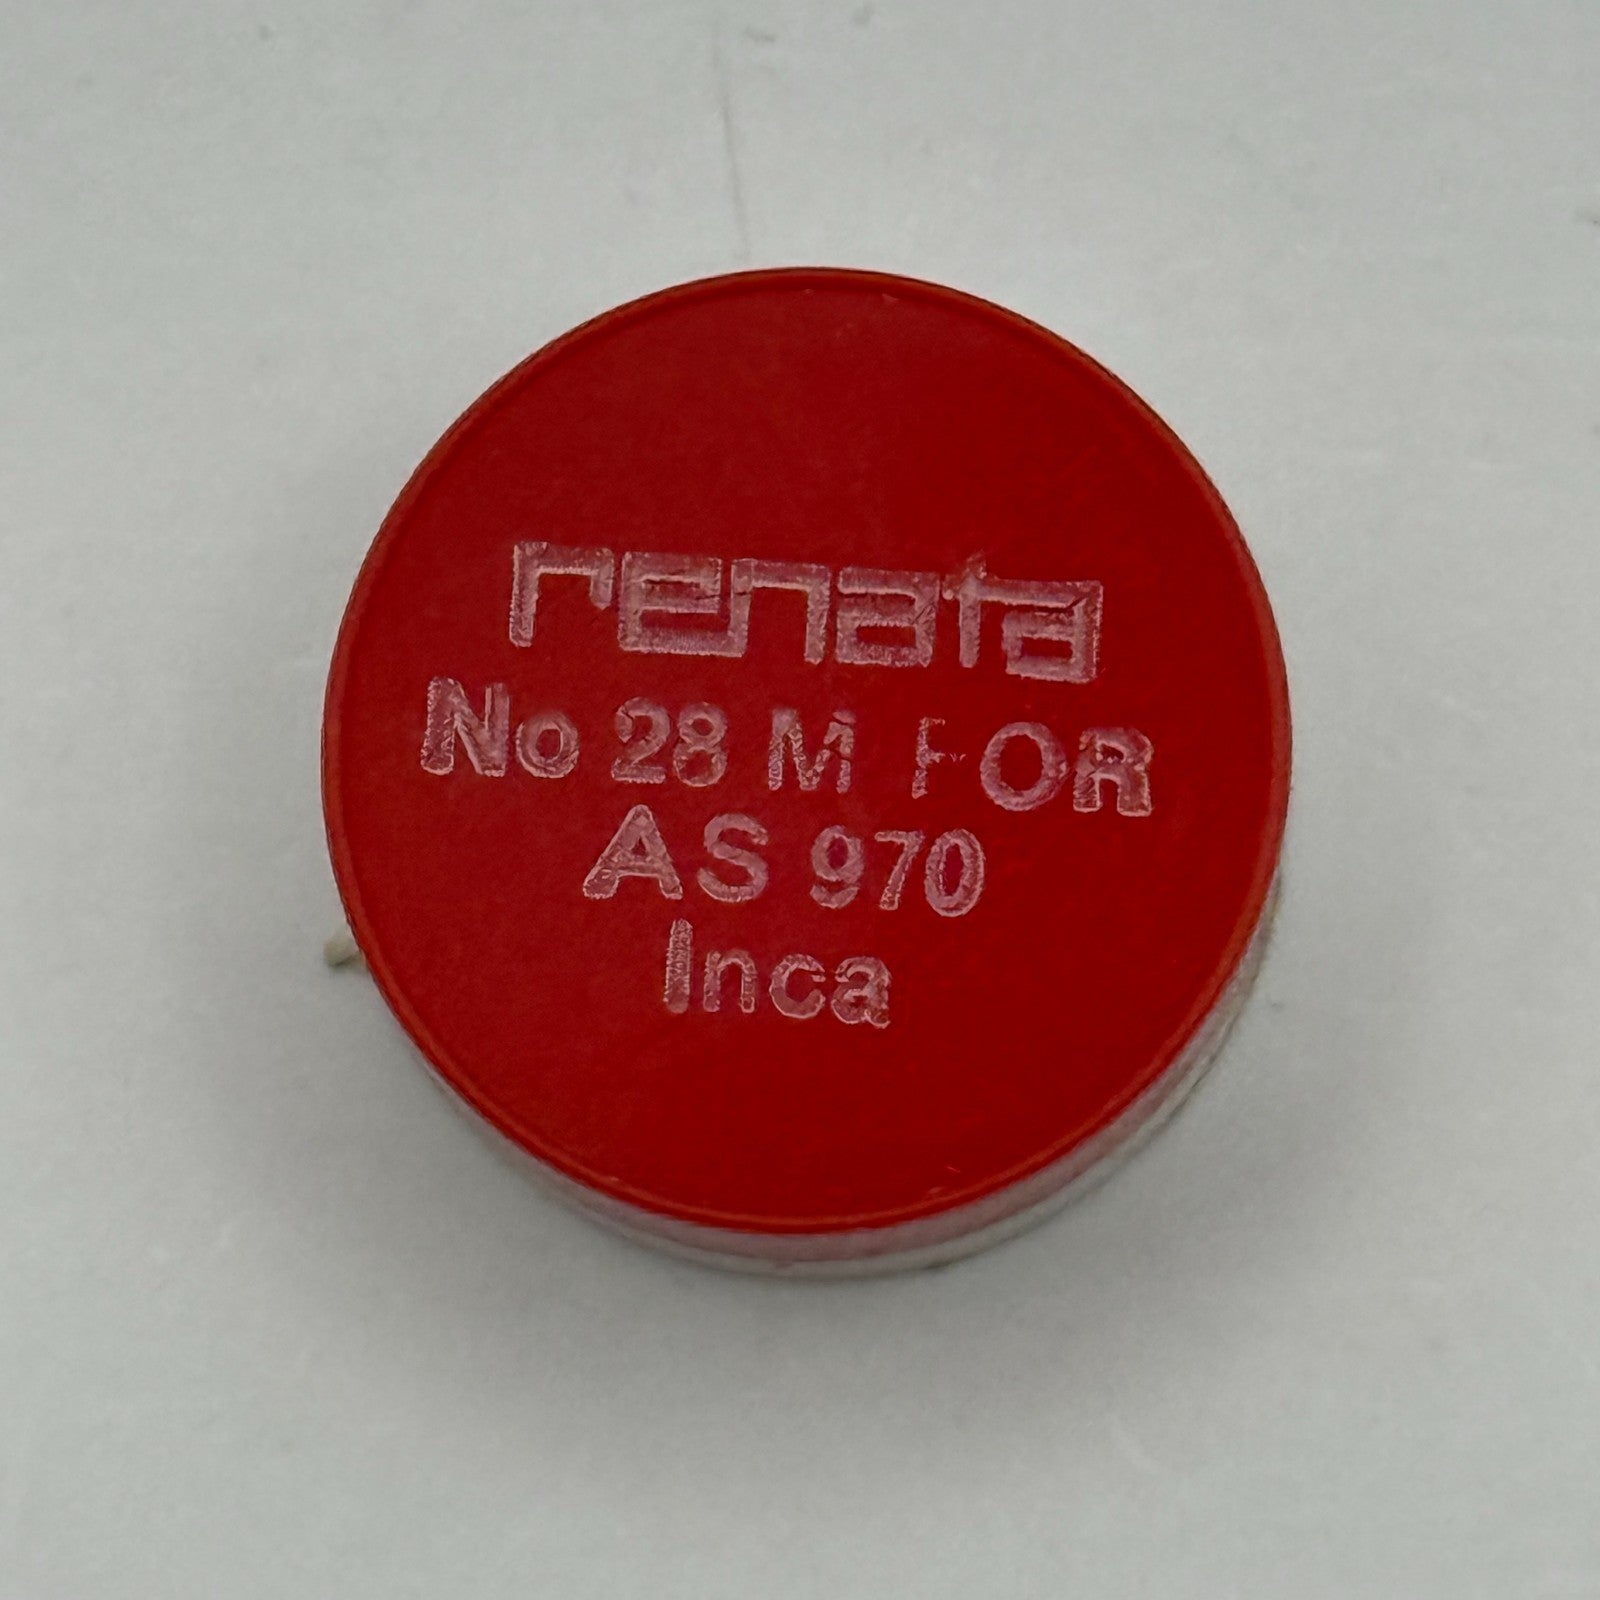 renata
No 28 M FOR
AS 970
Inca